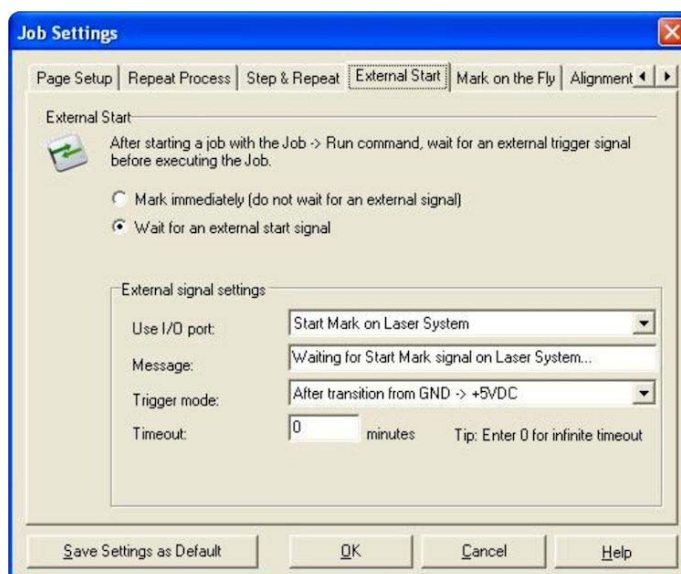 Job Settings
Page Setup Repeat Process Step & Repeat External Start Mark on the Fly Alignment
External Start
After starting a job with the Job -> Run command, wait for an external trigger signal
before executing the Job.
Mark immediately (do not wait for an external signal)
Wait for an external start signal
External signal settings
Use I/O port: Start Mark on Laser System
Message: Waiting for Start Mark signal on Laser System...
Trigger mode: After transition from GND -> +5VDC
Timeout: 0 minutes Tip: Enter 0 for infinite timeout
Save Settings as Default OK Cancel Help